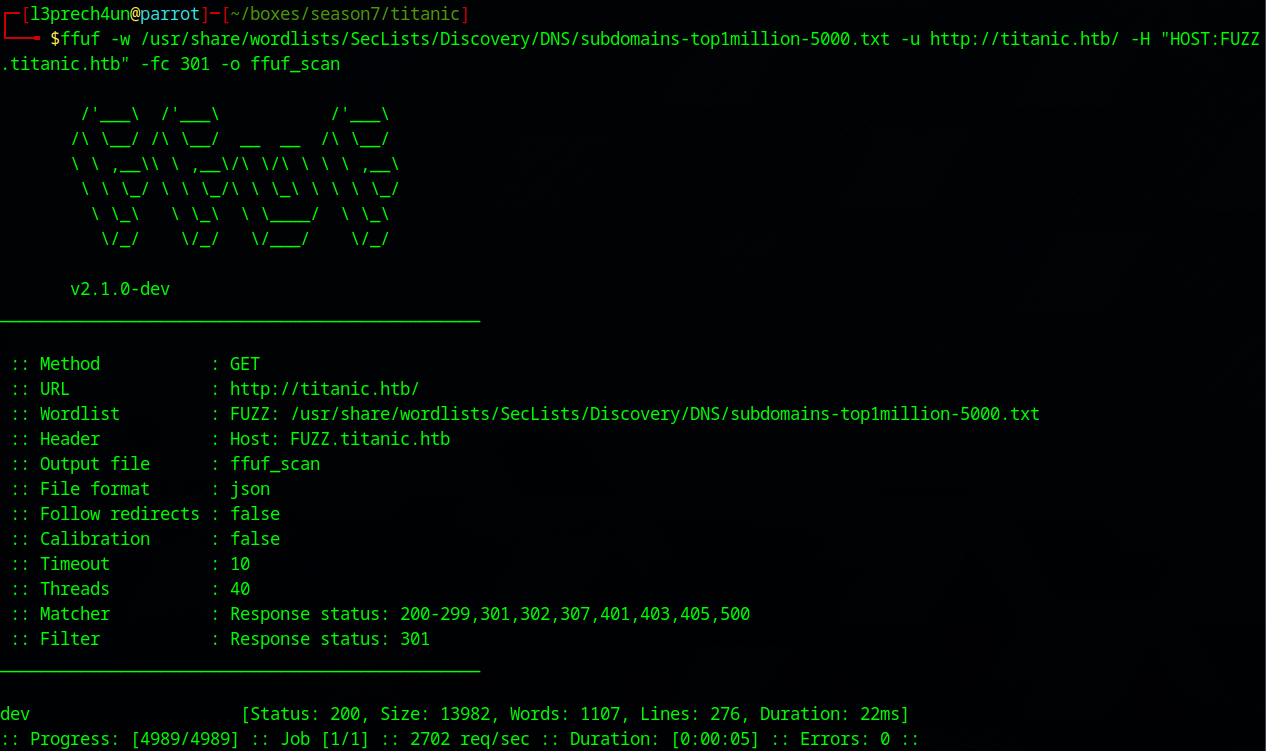 ┌─[l3prech4un@parrot]─[~/boxes/season7/titanic]
└──╼ $ffuf -w /usr/share/wordlists/SecLists/Discovery/DNS/subdomains-top1million-5000.txt -u http://titanic.htb/ -H "HOST:FUZZ
.titanic.htb" -fc 301 -o ffuf_scan

        /'___\  /'___\           /'___\
       /\ \__/ /\ \__/  __  __  /\ \__/
       \ \ ,__\\ \ ,__\/\ \/\ \ \ \ ,__\
        \ \ \_/ \ \ \_/\ \ \_\ \ \ \ \_/
         \ \_\   \ \_\  \ \____/  \ \_\
          \/_/    \/_/   \/___/    \/_/

       v2.1.0-dev
________________________________________________

 :: Method           : GET
 :: URL              : http://titanic.htb/
 :: Wordlist         : FUZZ: /usr/share/wordlists/SecLists/Discovery/DNS/subdomains-top1million-5000.txt
 :: Header           : Host: FUZZ.titanic.htb
 :: Output file      : ffuf_scan
 :: File format      : json
 :: Follow redirects : false
 :: Calibration      : false
 :: Timeout          : 10
 :: Threads          : 40
 :: Matcher          : Response status: 200-299,301,302,307,401,403,405,500
 :: Filter           : Response status: 301
________________________________________________

dev                     [Status: 200, Size: 13982, Words: 1107, Lines: 276, Duration: 22ms]
:: Progress: [4989/4989] :: Job [1/1] :: 2702 req/sec :: Duration: [0:00:05] :: Errors: 0 ::